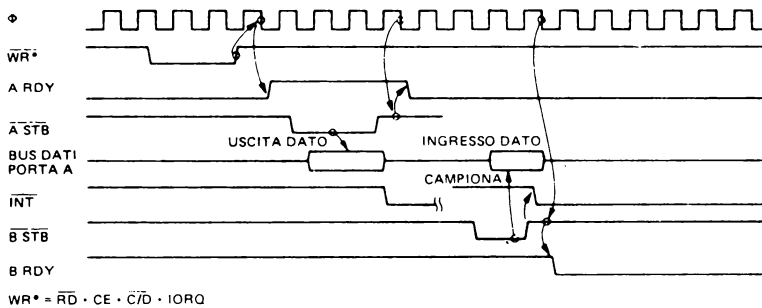 Φ
WR*
A RDY
A STB
USCITA DATO
INGRESSO DATO
BUS DATI
PORTA A
CAMPIONA
INT
B STB
B RDY
WR* = RD · CE · C/D · IORQ